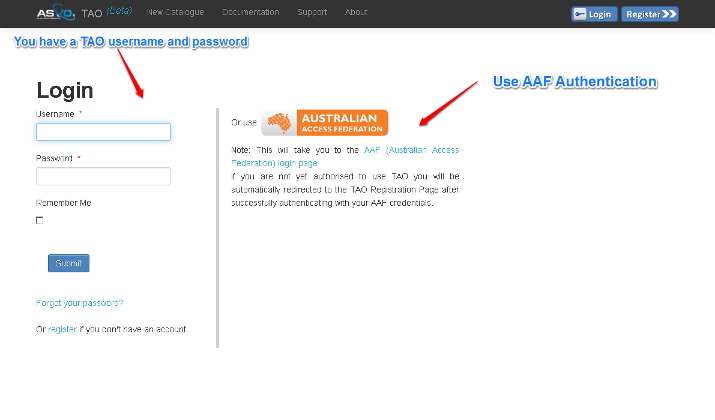 ASVO TAO (Beta) New Catalogue Documentation Support About Login Register
You have a TAO username and password
Use AAF Authentication
Login
Username *
Password *
Remember Me
Submit
Forgot your password?
Or register if you don't have an account.
Or use AUSTRALIAN
ACCESS FEDERATION
Note: This will take you to the AAF (Australian Access
Federation) login page
If you are not yet authorised to use TAO you will be
automatically redirected to the TAO Registration Page after
successfully authenticating with your AAF credentials.